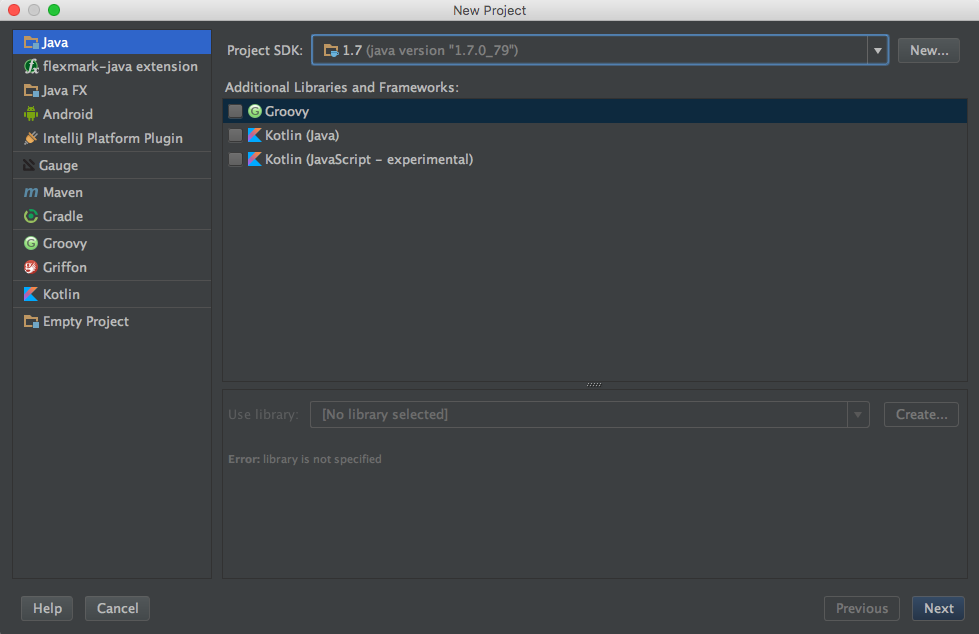 New Project
Java
flexmark-java extension
Java FX
Android
IntelliJ Platform Plugin
Gauge
Maven
Gradle
Groovy
Griffon
Kotlin
Empty Project
Project SDK: 1.7 (java version "1.7.0_79") New...
Additional Libraries and Frameworks:
Groovy
Kotlin (Java)
Kotlin (JavaScript - experimental)
Use library: [No library selected] Create...
Error: library is not specified
Help Cancel Previous Next